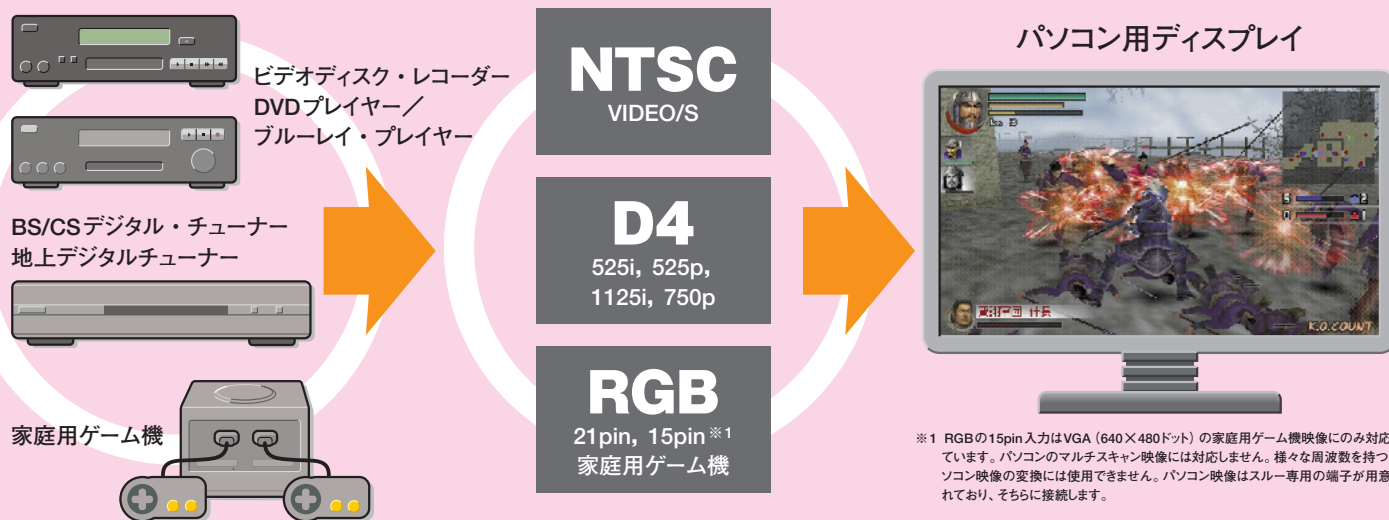 ビデオディスク・レコーダー
DVDプレイヤー／
ブルーレイ・プレイヤー
BS/CSデジタル・チューナー
地上デジタルチューナー
家庭用ゲーム機
NTSC
VIDEO/S
D4
525i, 525p,
1125i, 750p
RGB
21pin, 15pin※1
家庭用ゲーム機
パソコン用ディスプレイ
Lv 3
5 2
0 1
K.O.COUNT
※1 RGBの15pin入力はVGA（640×480ドット）の家庭用ゲーム機映像にのみ対応
ています。パソコンのマルチスキャン映像には対応しません。様々な周波数を持つ
ソコン映像の変換には使用できません。パソコン映像はスルー専用の端子が用意
れており、そちらに接続します。